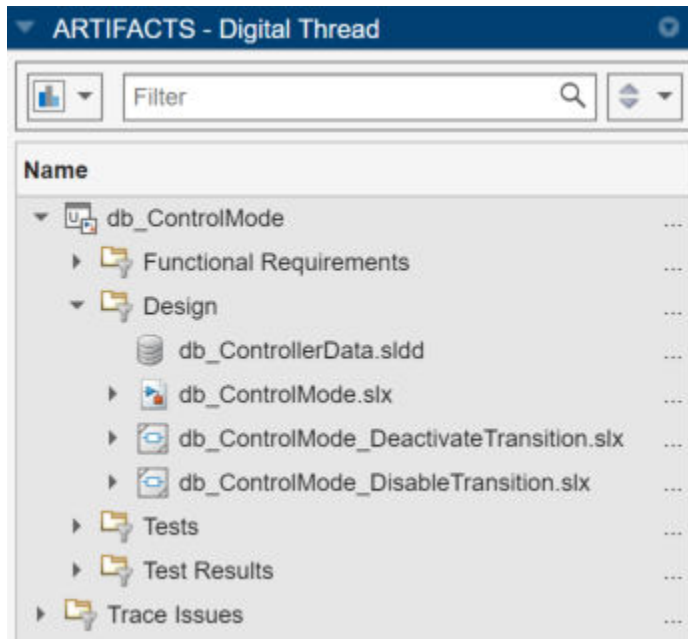 ARTIFACTS - Digital Thread
Filter
Name
db_ControlMode ...
Functional Requirements ...
Design ...
db_ControllerData.sldd ...
db_ControlMode.slx ...
db_ControlMode_DeactivateTransition.slx ...
db_ControlMode_DisableTransition.slx ...
Tests ...
Test Results ...
Trace Issues ...